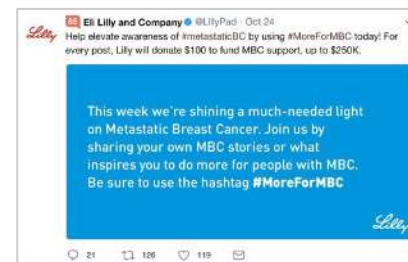 Lilly
Eli Lilly and Company @LillyPad · Oct 24
Help elevate awareness of #metastaticBC by using #MoreForMBC today! For
every post, Lilly will donate $100 to fund MBC support, up to $250K.
This week we're shining a much-needed light
on Metastatic Breast Cancer. Join us by
sharing your own MBC stories or what
inspires you to do more for people with MBC.
Be sure to use the hashtag #MoreForMBC
Lilly
21 126 119